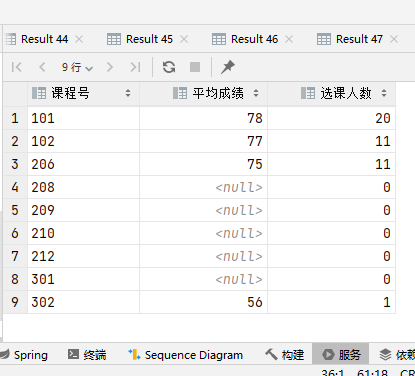 Result 44 Result 45 Result 46 Result 47
9 行
课程号 平均成绩 选课人数
1 101 78 20
2 102 77 11
3 206 75 11
4 208 <null> 0
5 209 <null> 0
6 210 <null> 0
7 212 <null> 0
8 301 <null> 0
9 302 56 1
Spring 终端 Sequence Diagram 构建 服务 依赖
36:1 61:18 CR